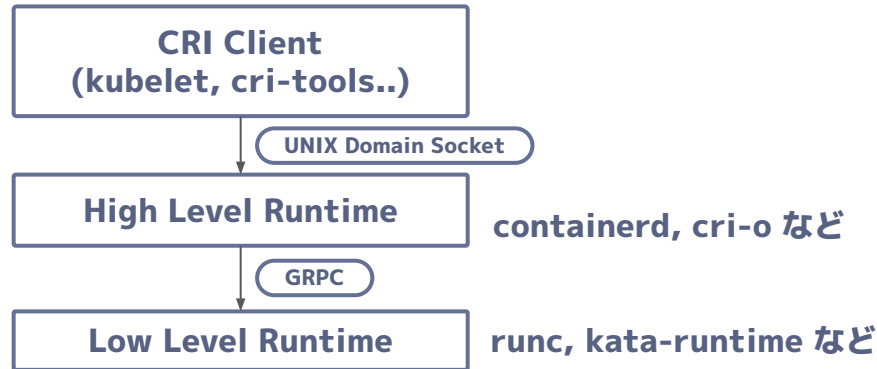 CRI Client
(kubelet, cri-tools..)
UNIX Domain Socket
High Level Runtime
containerd, cri-o など
GRPC
Low Level Runtime
runc, kata-runtime など